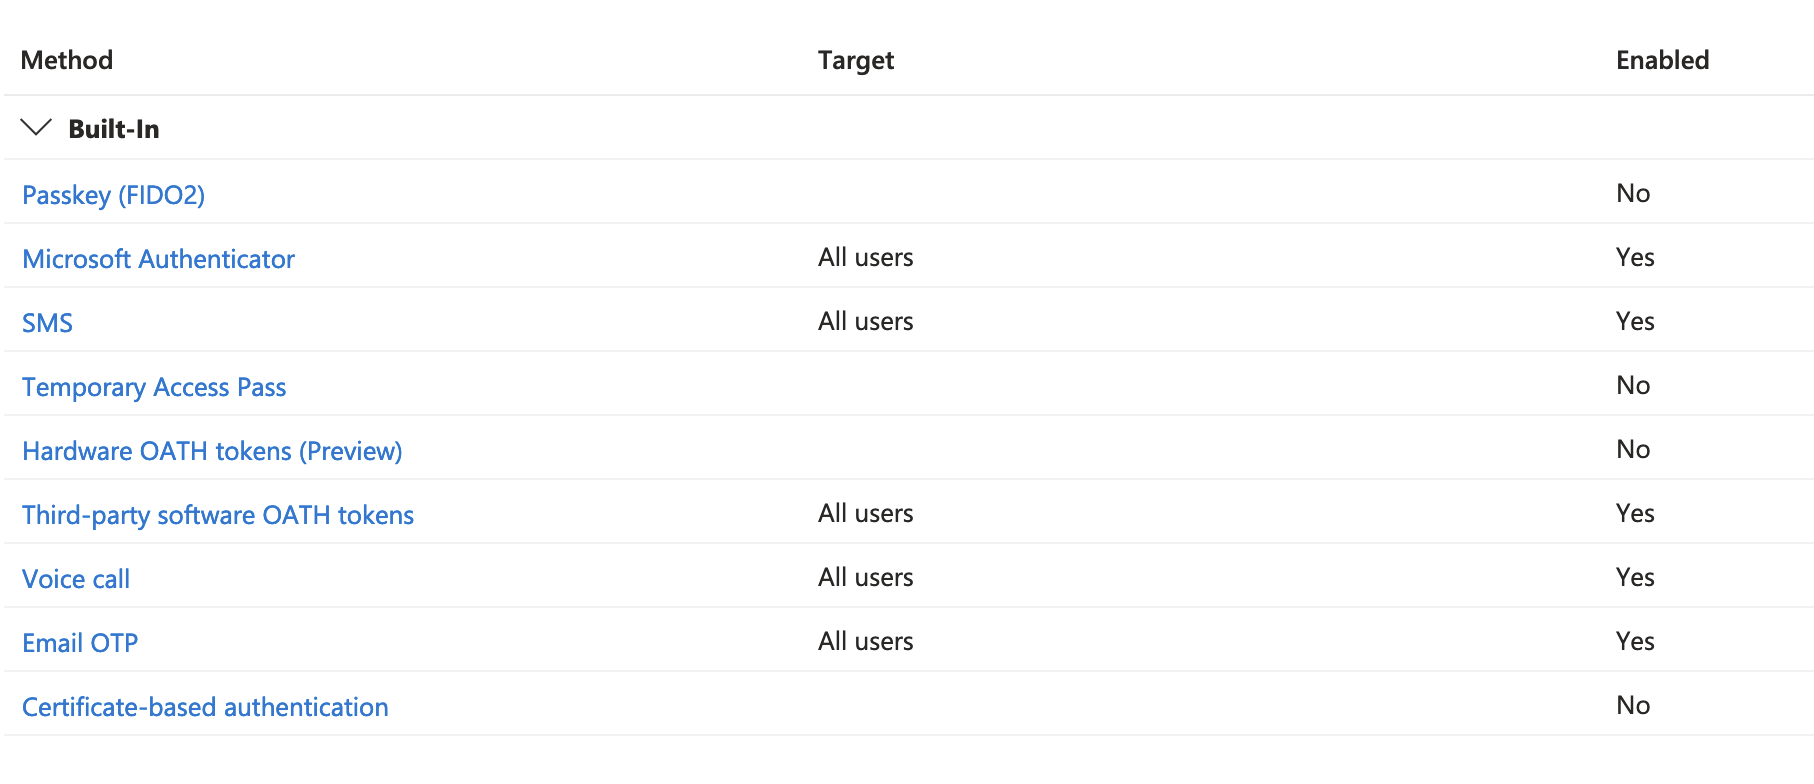 Method Target Enabled
Built-In
Passkey (FIDO2) No
Microsoft Authenticator All users Yes
SMS All users Yes
Temporary Access Pass No
Hardware OATH tokens (Preview) No
Third-party software OATH tokens All users Yes
Voice call All users Yes
Email OTP All users Yes
Certificate-based authentication No